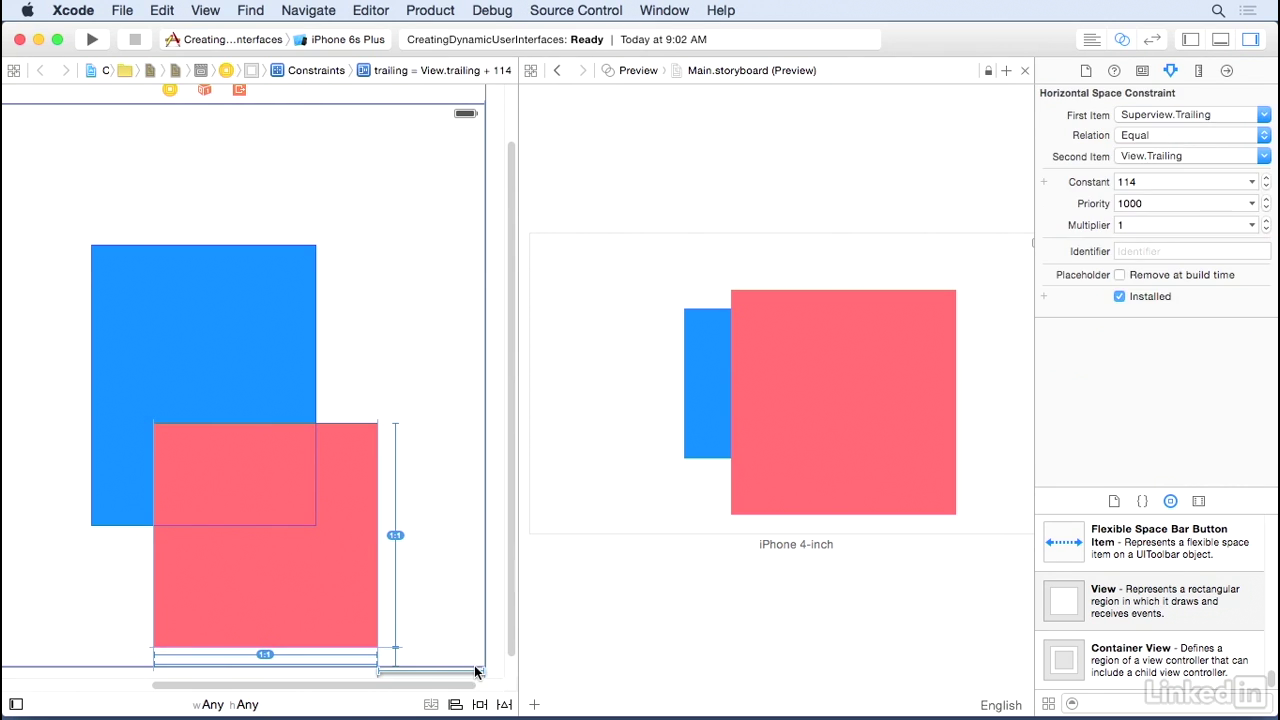 Xcode File Edit View Find Navigate Editor Product Debug Source Control Window Help
Creating...nterfaces iPhone 6s Plus CreatingDynamicUserInterfaces: Ready Today at 9:02 AM
C Constraints trailing = View.trailing + 114
Preview Main.storyboard (Preview)
Horizontal Space Constraint
First Item Superview.Trailing
Relation Equal
Second Item View.Trailing
Constant 114
Priority 1000
Multiplier 1
Identifier Identifier
Placeholder Remove at build time
Installed
1:1
1:1
iPhone 4-inch
Flexible Space Bar Button
Item - Represents a flexible
space item on a UIToolbar object.
View - Represents a rectangular
region in which it draws and
receives events.
Container View - Defines a
region of a view controller that can
include a child view controller.
wAny hAny
English
LinkedIn